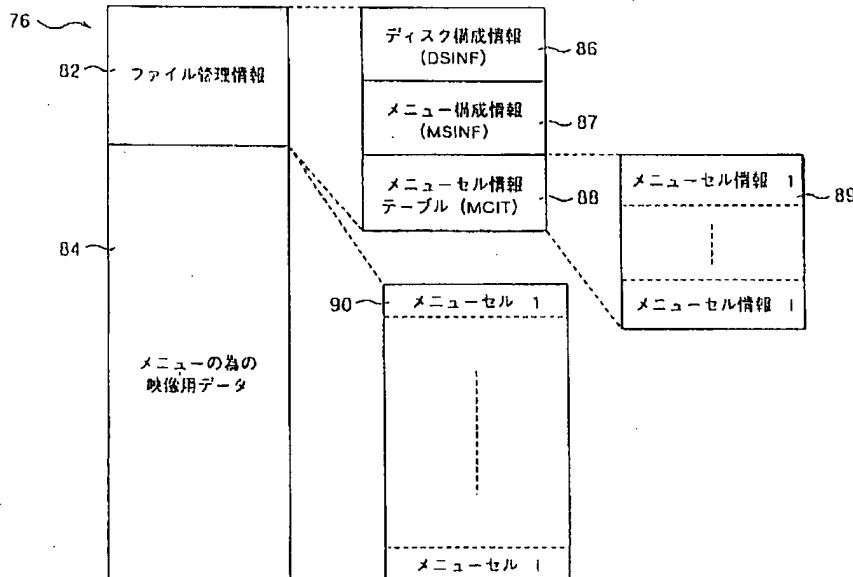 76
82
ファイル管理情報
84
メニューの為の
映像用データ
ディスク構成情報
(DSINF)
86
メニュー構成情報
(MSINF)
87
メニューセル情報
テーブル (MCIT)
88
メニューセル情報 1
89
メニューセル情報 i
90
メニューセル 1
メニューセル i